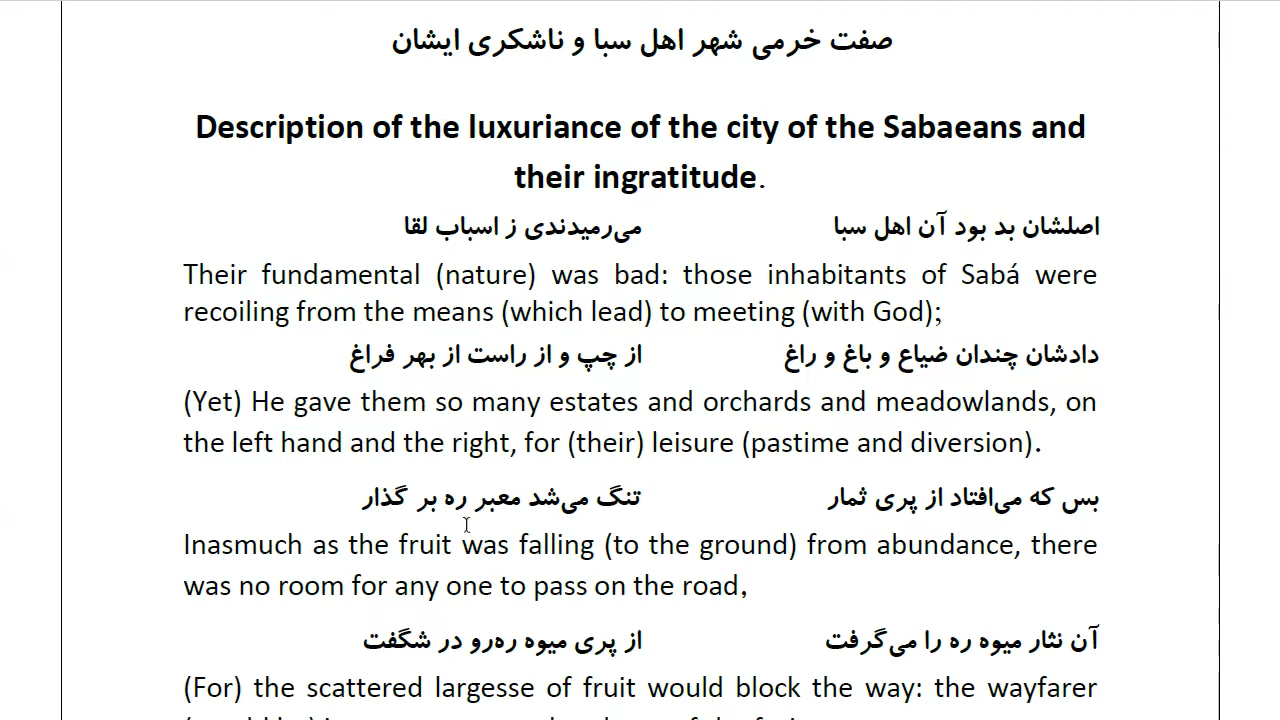 صفت خرمی شهر اهل سبا و ناشکری ایشان
Description of the luxuriance of the city of the Sabaeans and
their ingratitude.
اصلشان بد بود آن اهل سبا می‌رمیدندی ز اسباب لقا
Their fundamental (nature) was bad: those inhabitants of Sabá were
recoiling from the means (which lead) to meeting (with God);
دادشان چندان ضیاع و باغ و راغ از چپ و از راست از بهر فراغ
(Yet) He gave them so many estates and orchards and meadowlands, on
the left hand and the right, for (their) leisure (pastime and diversion).
بس که می‌افتاد از پری ثمار تنگ می‌شد معبر ره بر گذار
Inasmuch as the fruit was falling (to the ground) from abundance, there
was no room for any one to pass on the road,
آن نثار میوه ره را می‌گرفت از پری میوه ره‌رو در شگفت
(For) the scattered largesse of fruit would block the way: the wayfarer